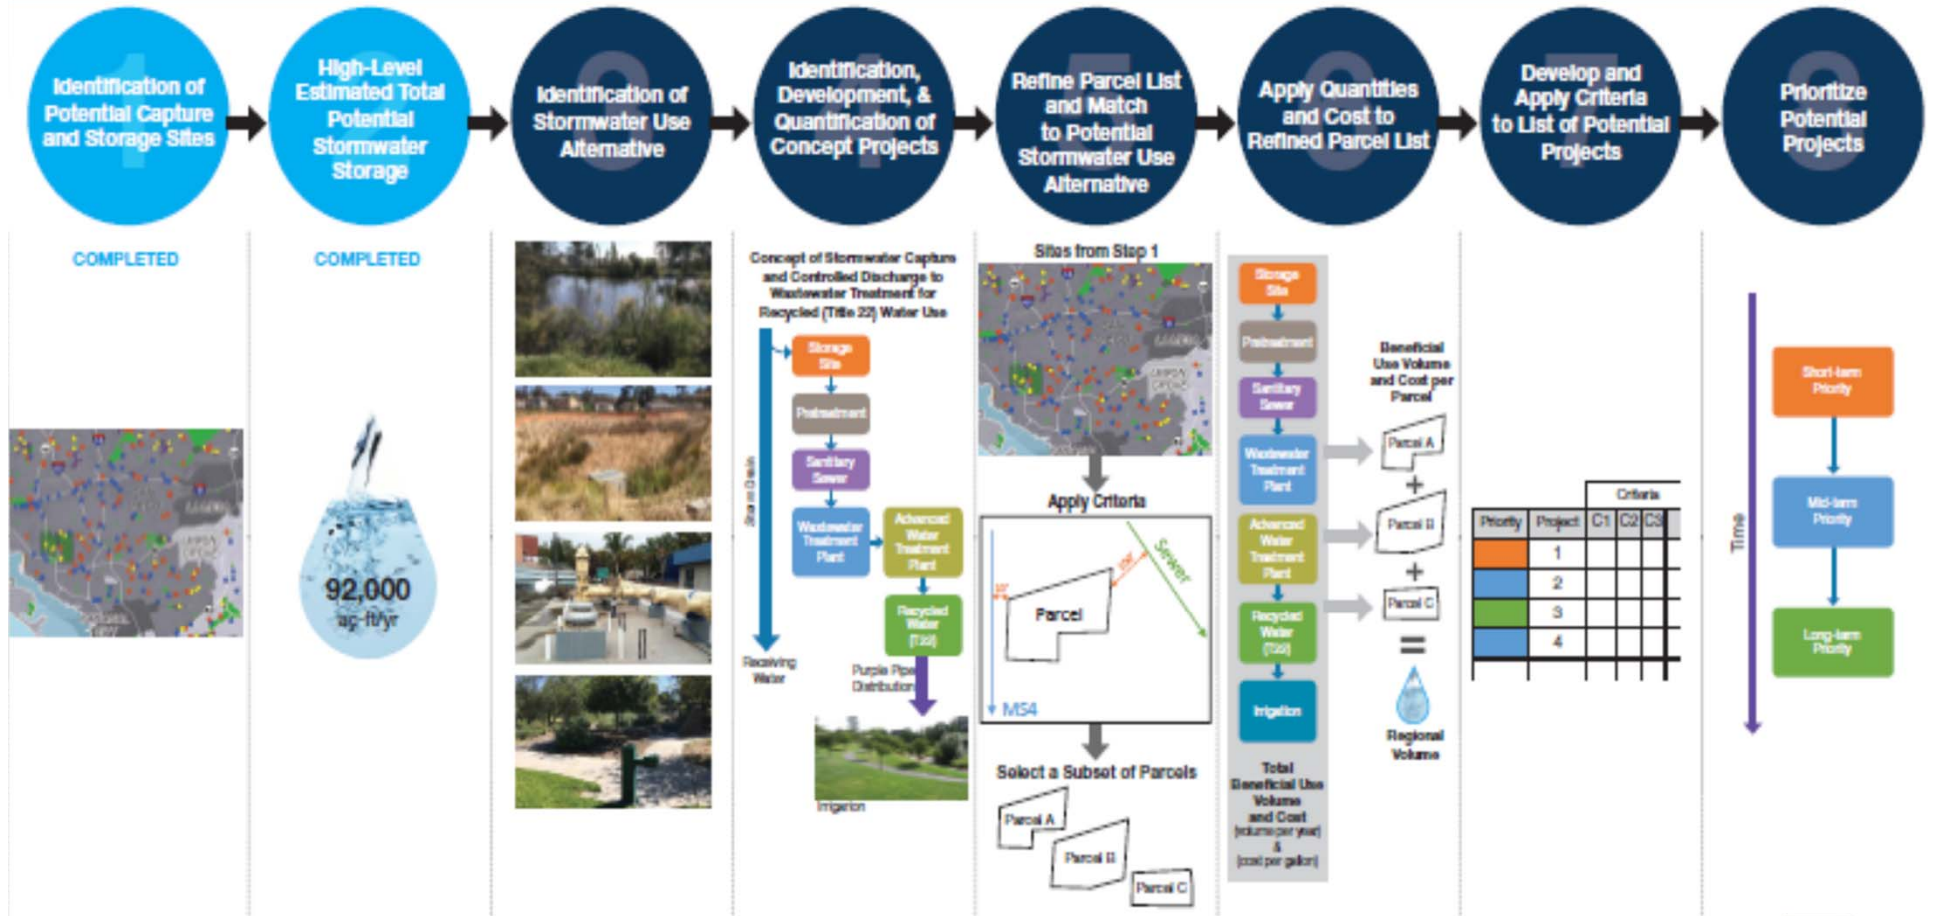 1
Identification of
Potential Capture
and Storage Sites
2
High-Level
Estimated Total
Potential
Stormwater
Storage
3
Identification of
Stormwater Use
Alternative
4
Identification,
Development, &
Quantification of
Concept Projects
5
Refine Parcel List
and Match
to Potential
Stormwater Use
Alternative
6
Apply Quantities
and Cost to
Refined Parcel List
7
Develop and
Apply Criteria
to List of Potential
Projects
8
Prioritize
Potential
Projects
COMPLETED
COMPLETED
92,000
ac-ft/yr
Concept of Stormwater Capture
and Controlled Discharge to
Wastewater Treatment for
Recycled (Title 22) Water Use
Storage
Site
Pretreatment
Sanitary
Sewer
Wastewater
Treatment
Plant
Advanced
Water
Treatment
Plant
Recycled
Water
(T22)
Storm Drain
Receiving
Water
Purple Pipe
Distribution
Irrigation
Sites from Step 1
Apply Criteria
Sewer
Parcel
MS4
Select a Subset of Parcels
Parcel A
Parcel B
Parcel C
Storage
Site
Pretreatment
Sanitary
Sewer
Wastewater
Treatment
Plant
Advanced
Water
Treatment
Plant
Recycled
Water
(T22)
Irrigation
Total
Beneficial Use
Volume
and Cost
(volume per year)
&
(cost per gallon)
Beneficial
Use Volume
and Cost per
Parcel
Parcel A
+
Parcel B
+
Parcel C
=
Regional
Volume
Criteria
Priority Project C1 C2 C3
1
2
3
4
Time
Short-term
Priority
Mid-term
Priority
Long-term
Priority